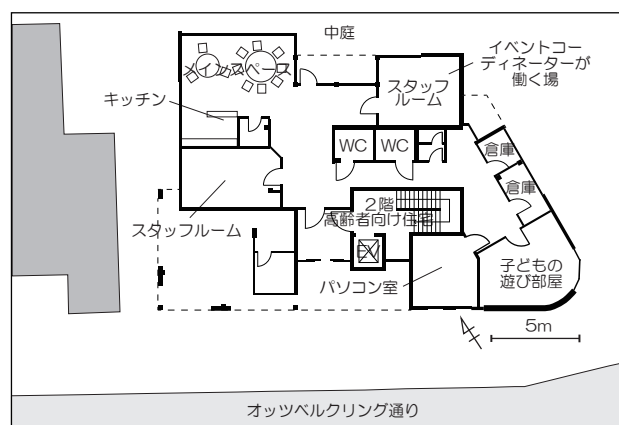 中庭
イベントコー
ディネーターが
働く場
メインスペース
スタッフ
ルーム
キッチン
WC
WC
倉庫
倉庫
2階
高齢者向け住宅
スタッフルーム
EV
子どもの
遊び部屋
パソコン室
5m
オッツベルクリング通り